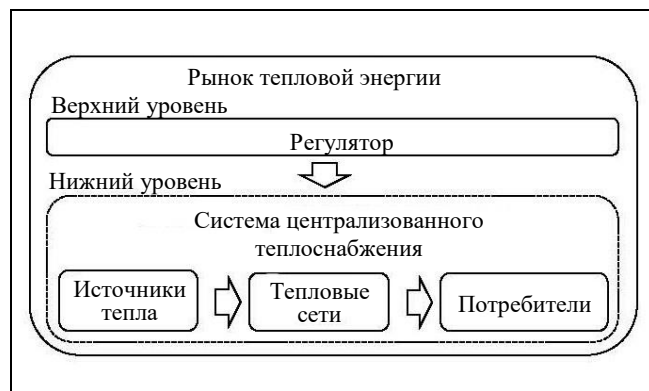 Рынок тепловой энергии
Верхний уровень
Регулятор
Нижний уровень
Система централизованного
теплоснабжения
Источники
тепла
Тепловые
сети
Потребители